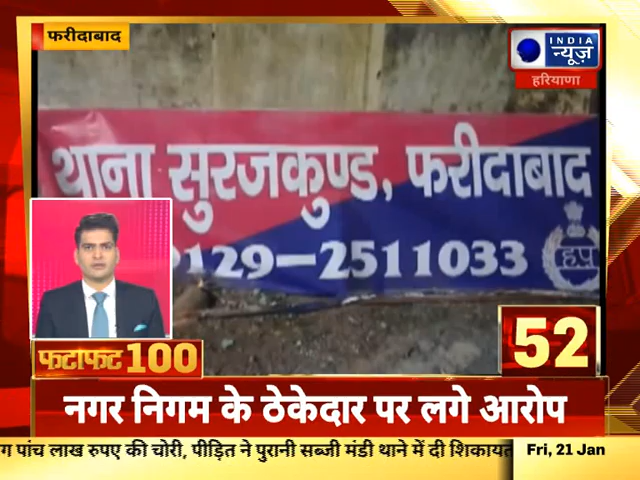 फरीदाबाद
INDIA
न्यूज़
हरियाणा
थाना सुरजकुण्ड, फरीदाबाद
0129-2511033
ह.पु.
फटाफट 100
52
नगर निगम के ठेकेदार पर लगे आरोप
ग पांच लाख रुपए की चोरी, पीड़ित ने पुरानी सब्जी मंडी थाने में दी शिकायत
Fri, 21 Jan